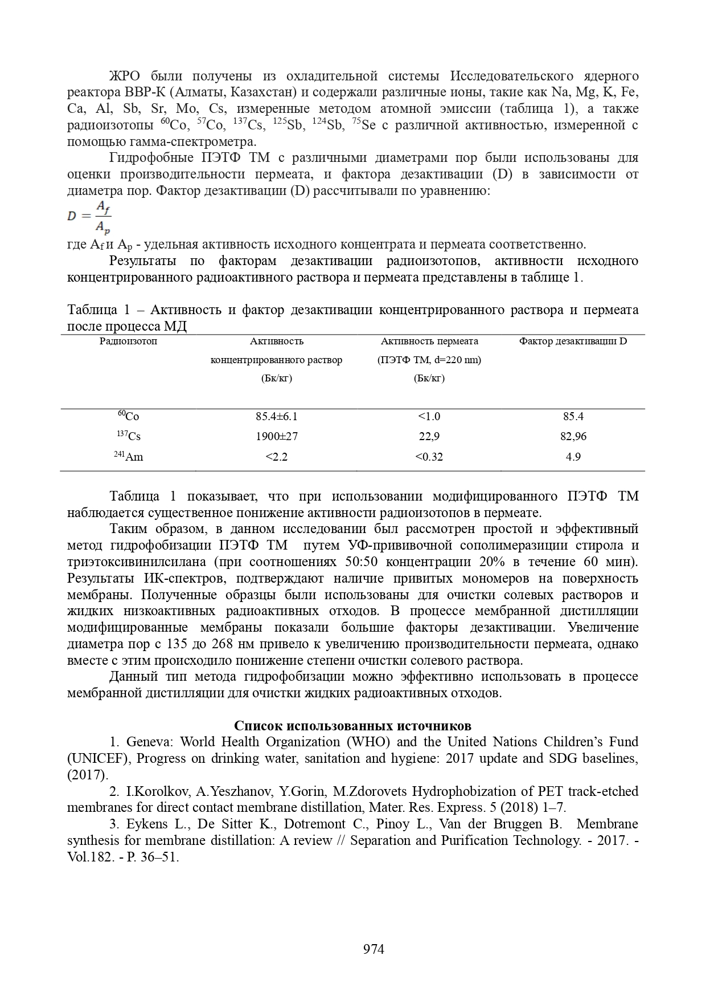 ЖРО были получены из охладительной системы Исследовательского ядерного
реактора ВВР-К (Алматы, Казахстан) и содержали различные ионы, такие как Na, Mg, K, Fe,
Ca, Al, Sb, Sr, Mo, Cs, измеренные методом атомной эмиссии (таблица 1), а также
радиоизотопы ⁶⁰Co, ⁵⁷Co, ¹³⁷Cs, ¹²⁵Sb, ¹²⁴Sb, ⁷⁵Se с различной активностью, измеренной с
помощью гамма-спектрометра.
Гидрофобные ПЭТФ ТМ с различными диаметрами пор были использованы для
оценки производительности пермеата, и фактора дезактивации (D) в зависимости от
диаметра пор. Фактор дезактивации (D) рассчитывали по уравнению:
D = A_f / A_p
где A_f и A_p - удельная активность исходного концентрата и пермеата соответственно.
Результаты по факторам дезактивации радиоизотопов, активности исходного
концентрированного радиоактивного раствора и пермеата представлены в таблице 1.
Таблица 1 – Активность и фактор дезактивации концентрированного раствора и пермеата
после процесса МД
Радиоизотоп Активность Активность пермеата Фактор дезактивации D
концентрированного раствор (ПЭТФ ТМ, d=220 nm)
(Бк/кг) (Бк/кг)
⁶⁰Co 85.4±6.1 <1.0 85.4
¹³⁷Cs 1900±27 22,9 82,96
²⁴¹Am <2.2 <0.32 4.9
Таблица 1 показывает, что при использовании модифицированного ПЭТФ ТМ
наблюдается существенное понижение активности радиоизотопов в пермеате.
Таким образом, в данном исследовании был рассмотрен простой и эффективный
метод гидрофобизации ПЭТФ ТМ путем УФ-прививочной сополимеразиции стирола и
триэтоксивинилсилана (при соотношениях 50:50 концентрации 20% в течение 60 мин).
Результаты ИК-спектров, подтверждают наличие привитых мономеров на поверхность
мембраны. Полученные образцы были использованы для очистки солевых растворов и
жидких низкоактивных радиоактивных отходов. В процессе мембранной дистилляции
модифицированные мембраны показали большие факторы дезактивации. Увеличение
диаметра пор с 135 до 268 нм привело к увеличению производительности пермеата, однако
вместе с этим происходило понижение степени очистки солевого раствора.
Данный тип метода гидрофобизации можно эффективно использовать в процессе
мембранной дистилляции для очистки жидких радиоактивных отходов.
Список использованных источников
1. Geneva: World Health Organization (WHO) and the United Nations Children’s Fund
(UNICEF), Progress on drinking water, sanitation and hygiene: 2017 update and SDG baselines,
(2017).
2. I.Korolkov, A.Yeszhanov, Y.Gorin, M.Zdorovets Hydrophobization of PET track-etched
membranes for direct contact membrane distillation, Mater. Res. Express. 5 (2018) 1–7.
3. Eykens L., De Sitter K., Dotremont C., Pinoy L., Van der Bruggen B. Membrane
synthesis for membrane distillation: A review // Separation and Purification Technology. - 2017. -
Vol.182. - P. 36–51.
974